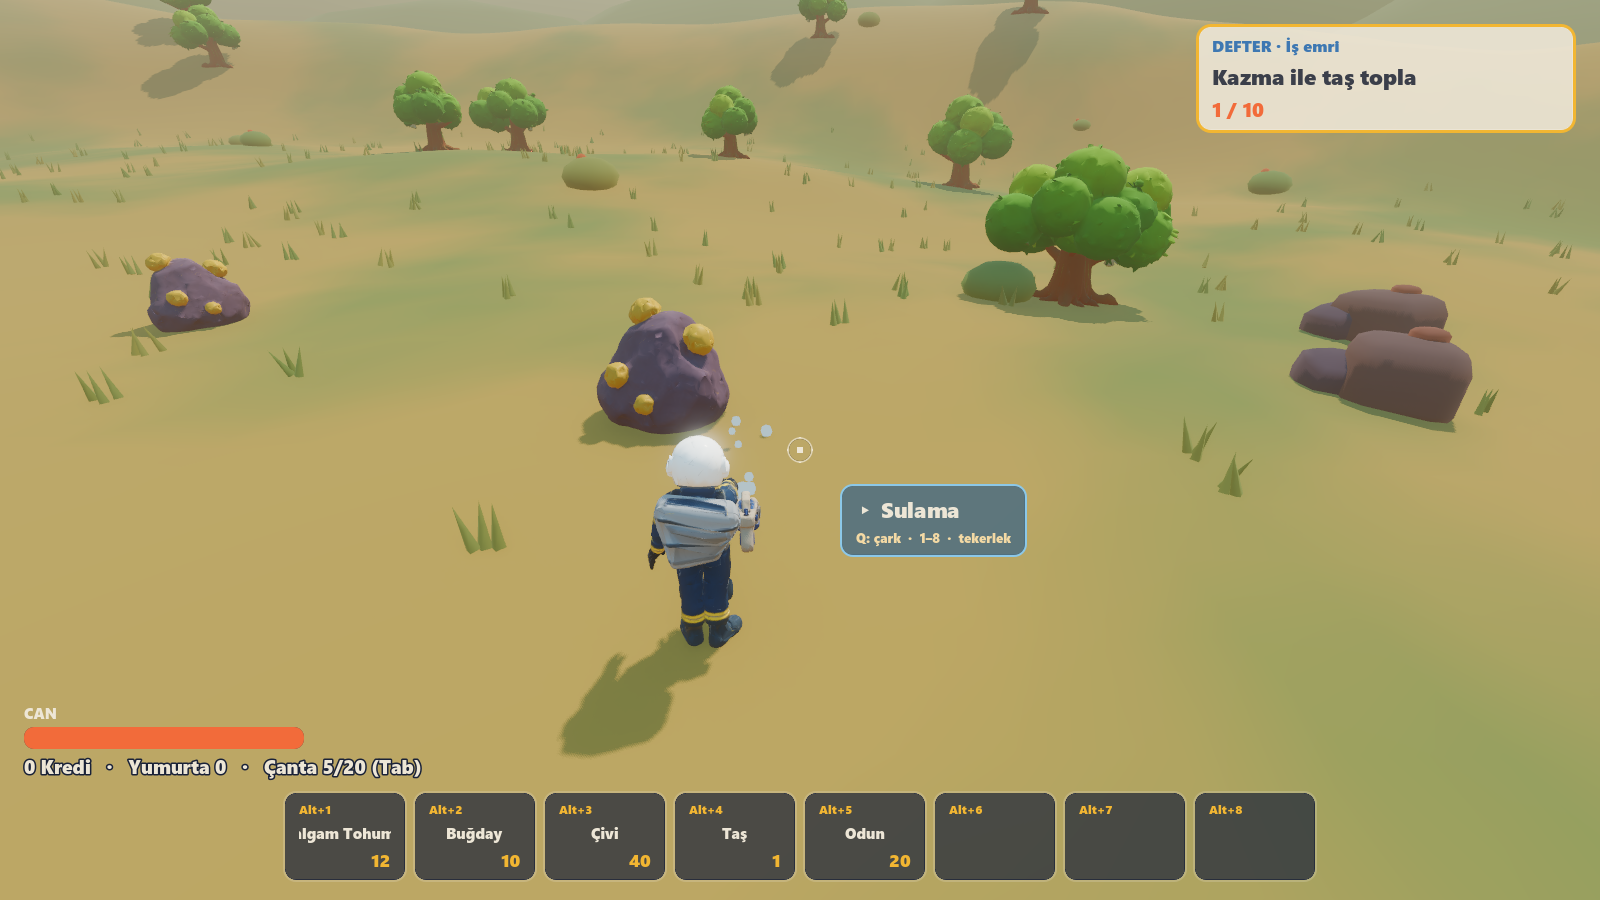 DEFTER · İş emri
Kazma ile taş topla
1 / 10
▸ Sulama
Q: çark · 1–8 · tekerlek
CAN
0 Kredi · Yumurta 0 · Çanta 5/20 (Tab)
Alt+1 Alt+2 Alt+3 Alt+4 Alt+5 Alt+6 Alt+7 Alt+8
lgam Tohum Buğday Çivi Taş Odun
12 10 40 1 20